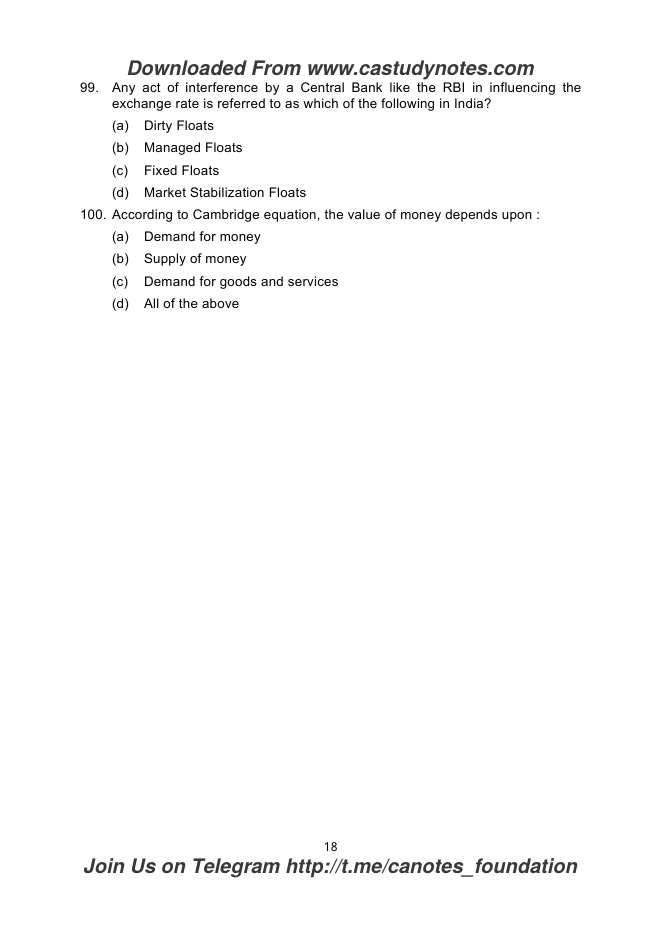 Downloaded From www.castudynotes.com
99. Any act of interference by a Central Bank like the RBI in influencing the
exchange rate is referred to as which of the following in India?
(a) Dirty Floats
(b) Managed Floats
(c) Fixed Floats
(d) Market Stabilization Floats
100. According to Cambridge equation, the value of money depends upon :
(a) Demand for money
(b) Supply of money
(c) Demand for goods and services
(d) All of the above
18
Join Us on Telegram http://t.me/canotes_foundation